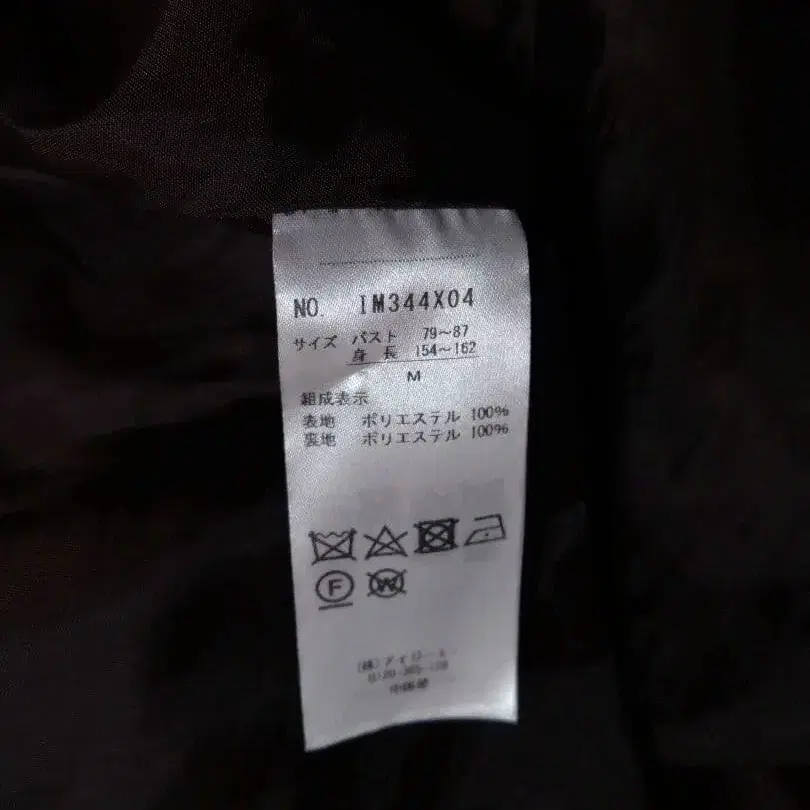 NO. IM344X04
サイズ バスト 79~87
身長 154~162
M
組成表示
表地 ポリエステル 100%
裏地 ポリエステル 100%
F
W